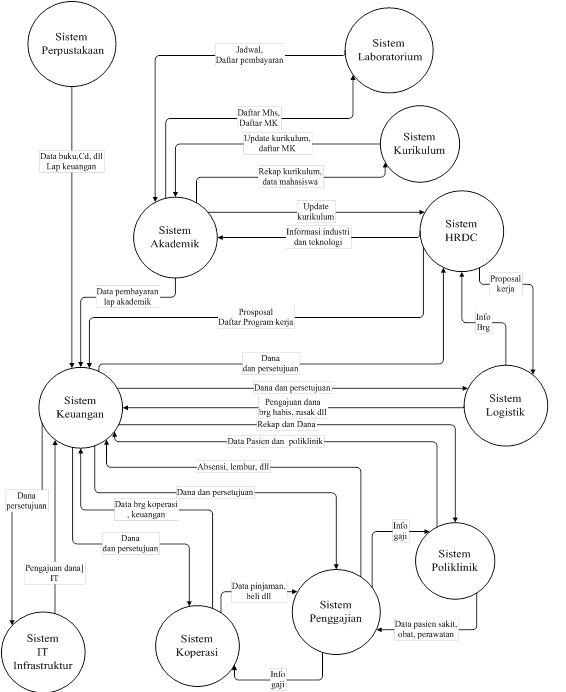 Sistem
Perpustakaan
Jadwal,
Daftar pembayaran
Sistem
Laboratorium
Daftar Mhs,
Daftar MK
Update kurikulum,
daftar MK
Sistem
Kurikulum
Data buku,Cd, dll
Lap keuangan
Rekap kurikulum,
data mahasiswa
Sistem
Akademik
Update
kurikulum
Informasi industri
dan teknologi
Sistem
HRDC
Data pembayaran
lap akademik
Proposal
kerja
Prosposal
Daftar Program kerja
Info
Brg
Dana
dan persetujuan
Sistem
Keuangan
Dana dan persetujuan
Pengajuan dana
brg habis, rusak dll
Sistem
Logistik
Rekap dan Dana
Data Pasien dan poliklinik
Absensi, lembur, dll
Dana
persetujuan
Dana dan persetujuan
Data brg koperasi
, keuangan
Dana
dan persetujuan
Info
gaji
Sistem
Poliklinik
Pengajuan dana]
IT
Data pinjaman,
beli dll
Sistem
Penggajian
Data pasien sakit,
obat, perawatan
Sistem
IT
Infrastruktur
Sistem
Koperasi
Info
gaji